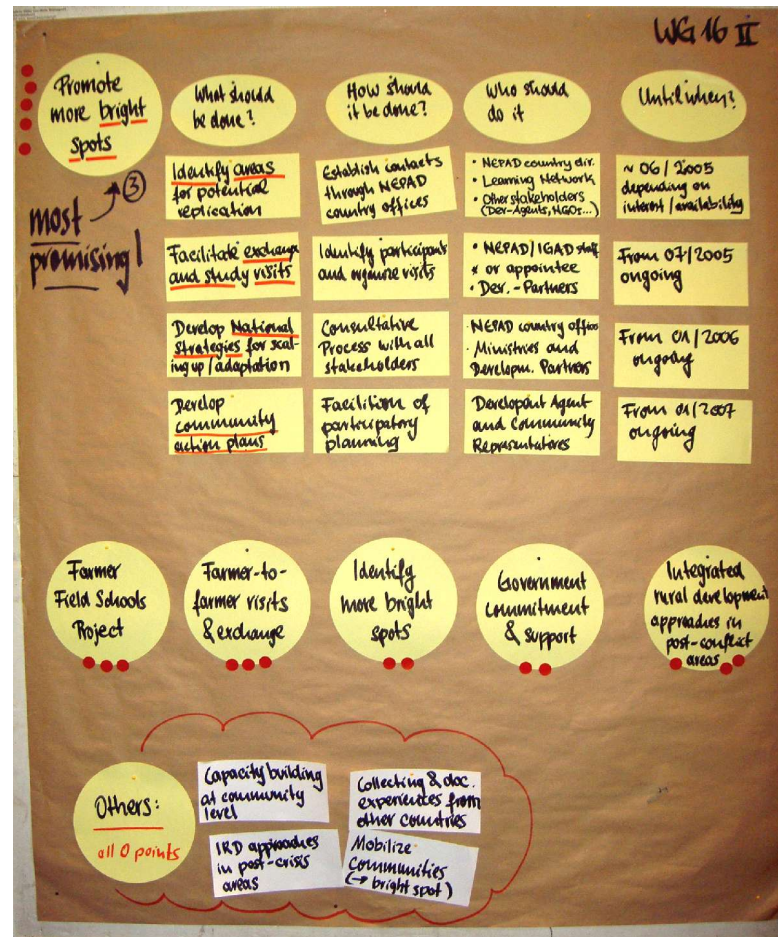 WG 16 II
Promote
more bright
spots
What should
be done?
How should
it be done?
Who should
do it
Until when?
③
most
promising!
Identify areas
for potential
replication
Establish contacts
through NEPAD
country offices
• NEPAD country dir.
• Learning Network
• Other stakeholders
(Dev-Agents, NGOs...)
~ 06/2005
depending on
interest/availability
Facilitate exchange
and study visits
Identify participants
and organize visits
• NEPAD/IGAD staff
* or appointee
• Dev.-Partners
From 07/2005
ongoing
Develop National
Strategies for scal-
ing up/adaptation
Consultative
Process with all
stakeholders
• NEPAD country office
• Ministries and
Developm. Partners
From 01/2006
ongoing
Develop
community
action plans
Facilition of
participatory
planning
Developmt Agent
and Community
Representatives
From 01/2007
ongoing
Farmer
Field Schools
Project
Farmer-to-
farmer visits
& exchange
Identify
more bright
spots
Government
commitment
& support
Integrated
rural development
approaches in
post-conflict
areas
Others:
all 0 points
Capacity building
at community
level
Collecting & doc.
experiences from
other countries
IRD approaches
in post-crisis
areas
Mobilize
Communities
(→ bright spot)